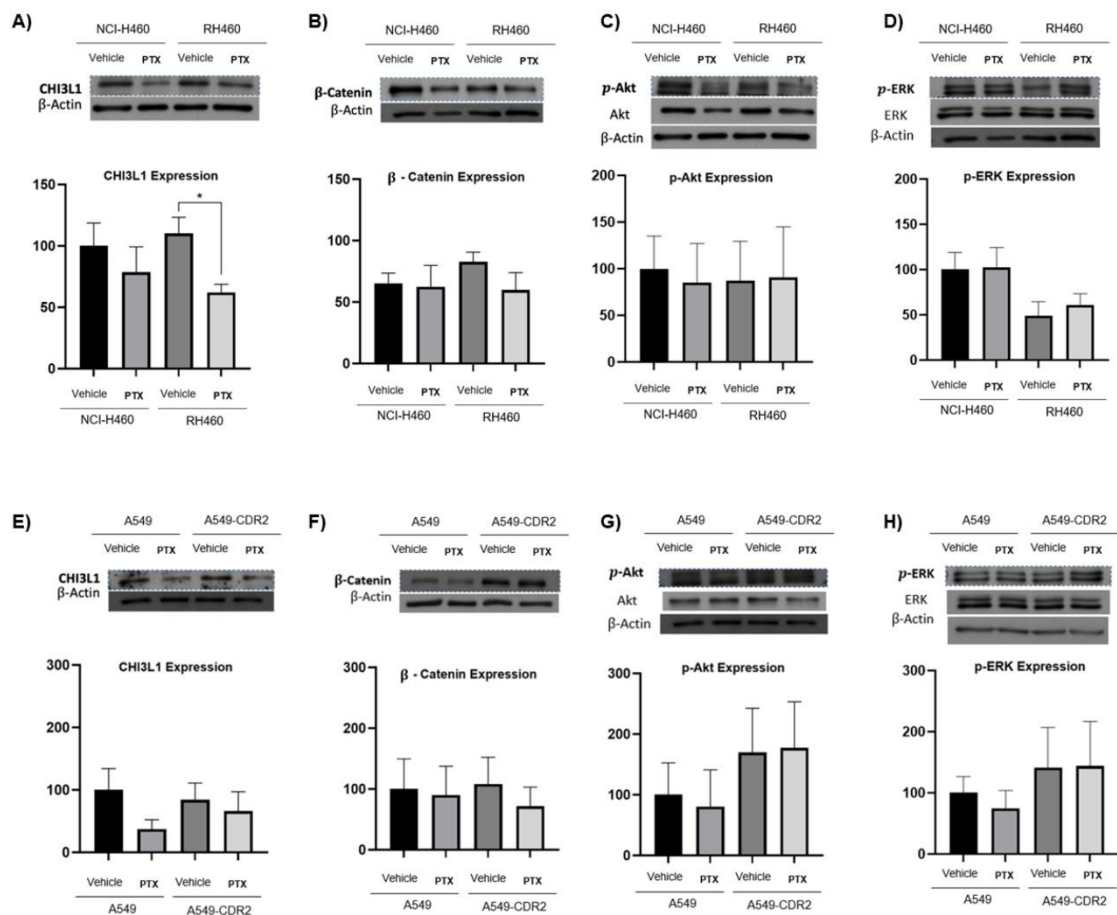 A)
NCI-H460 RH460
Vehicle PTX Vehicle PTX
CHI3L1
β-Actin
CHI3L1 Expression
150
100
50
0
*
Vehicle PTX Vehicle PTX
NCI-H460 RH460
B)
NCI-H460 RH460
Vehicle PTX Vehicle PTX
β-Catenin
β-Actin
β - Catenin Expression
150
100
50
0
Vehicle PTX Vehicle PTX
NCI-H460 RH460
C)
NCI-H460 RH460
Vehicle PTX Vehicle PTX
p-Akt
Akt
β-Actin
p-Akt Expression
200
150
100
50
0
Vehicle PTX Vehicle PTX
NCI-H460 RH460
D)
NCI-H460 RH460
Vehicle PTX Vehicle PTX
p-ERK
ERK
β-Actin
p-ERK Expression
200
150
100
50
0
Vehicle PTX Vehicle PTX
NCI-H460 RH460
E)
A549 A549-CDR2
Vehicle PTX Vehicle PTX
CHI3L1
β-Actin
CHI3L1 Expression
300
200
100
0
Vehicle PTX Vehicle PTX
A549 A549-CDR2
F)
A549 A549-CDR2
Vehicle PTX Vehicle PTX
β-Catenin
β-Actin
β - Catenin Expression
300
200
100
0
Vehicle PTX Vehicle PTX
A549 A549-CDR2
G)
A549 A549-CDR2
Vehicle PTX Vehicle PTX
p-Akt
Akt
β-Actin
p-Akt Expression
300
200
100
0
Vehicle PTX Vehicle PTX
A549 A549-CDR2
H)
A549 A549-CDR2
Vehicle PTX Vehicle PTX
p-ERK
ERK
β-Actin
p-ERK Expression
300
200
100
0
Vehicle PTX Vehicle PTX
A549 A549-CDR2